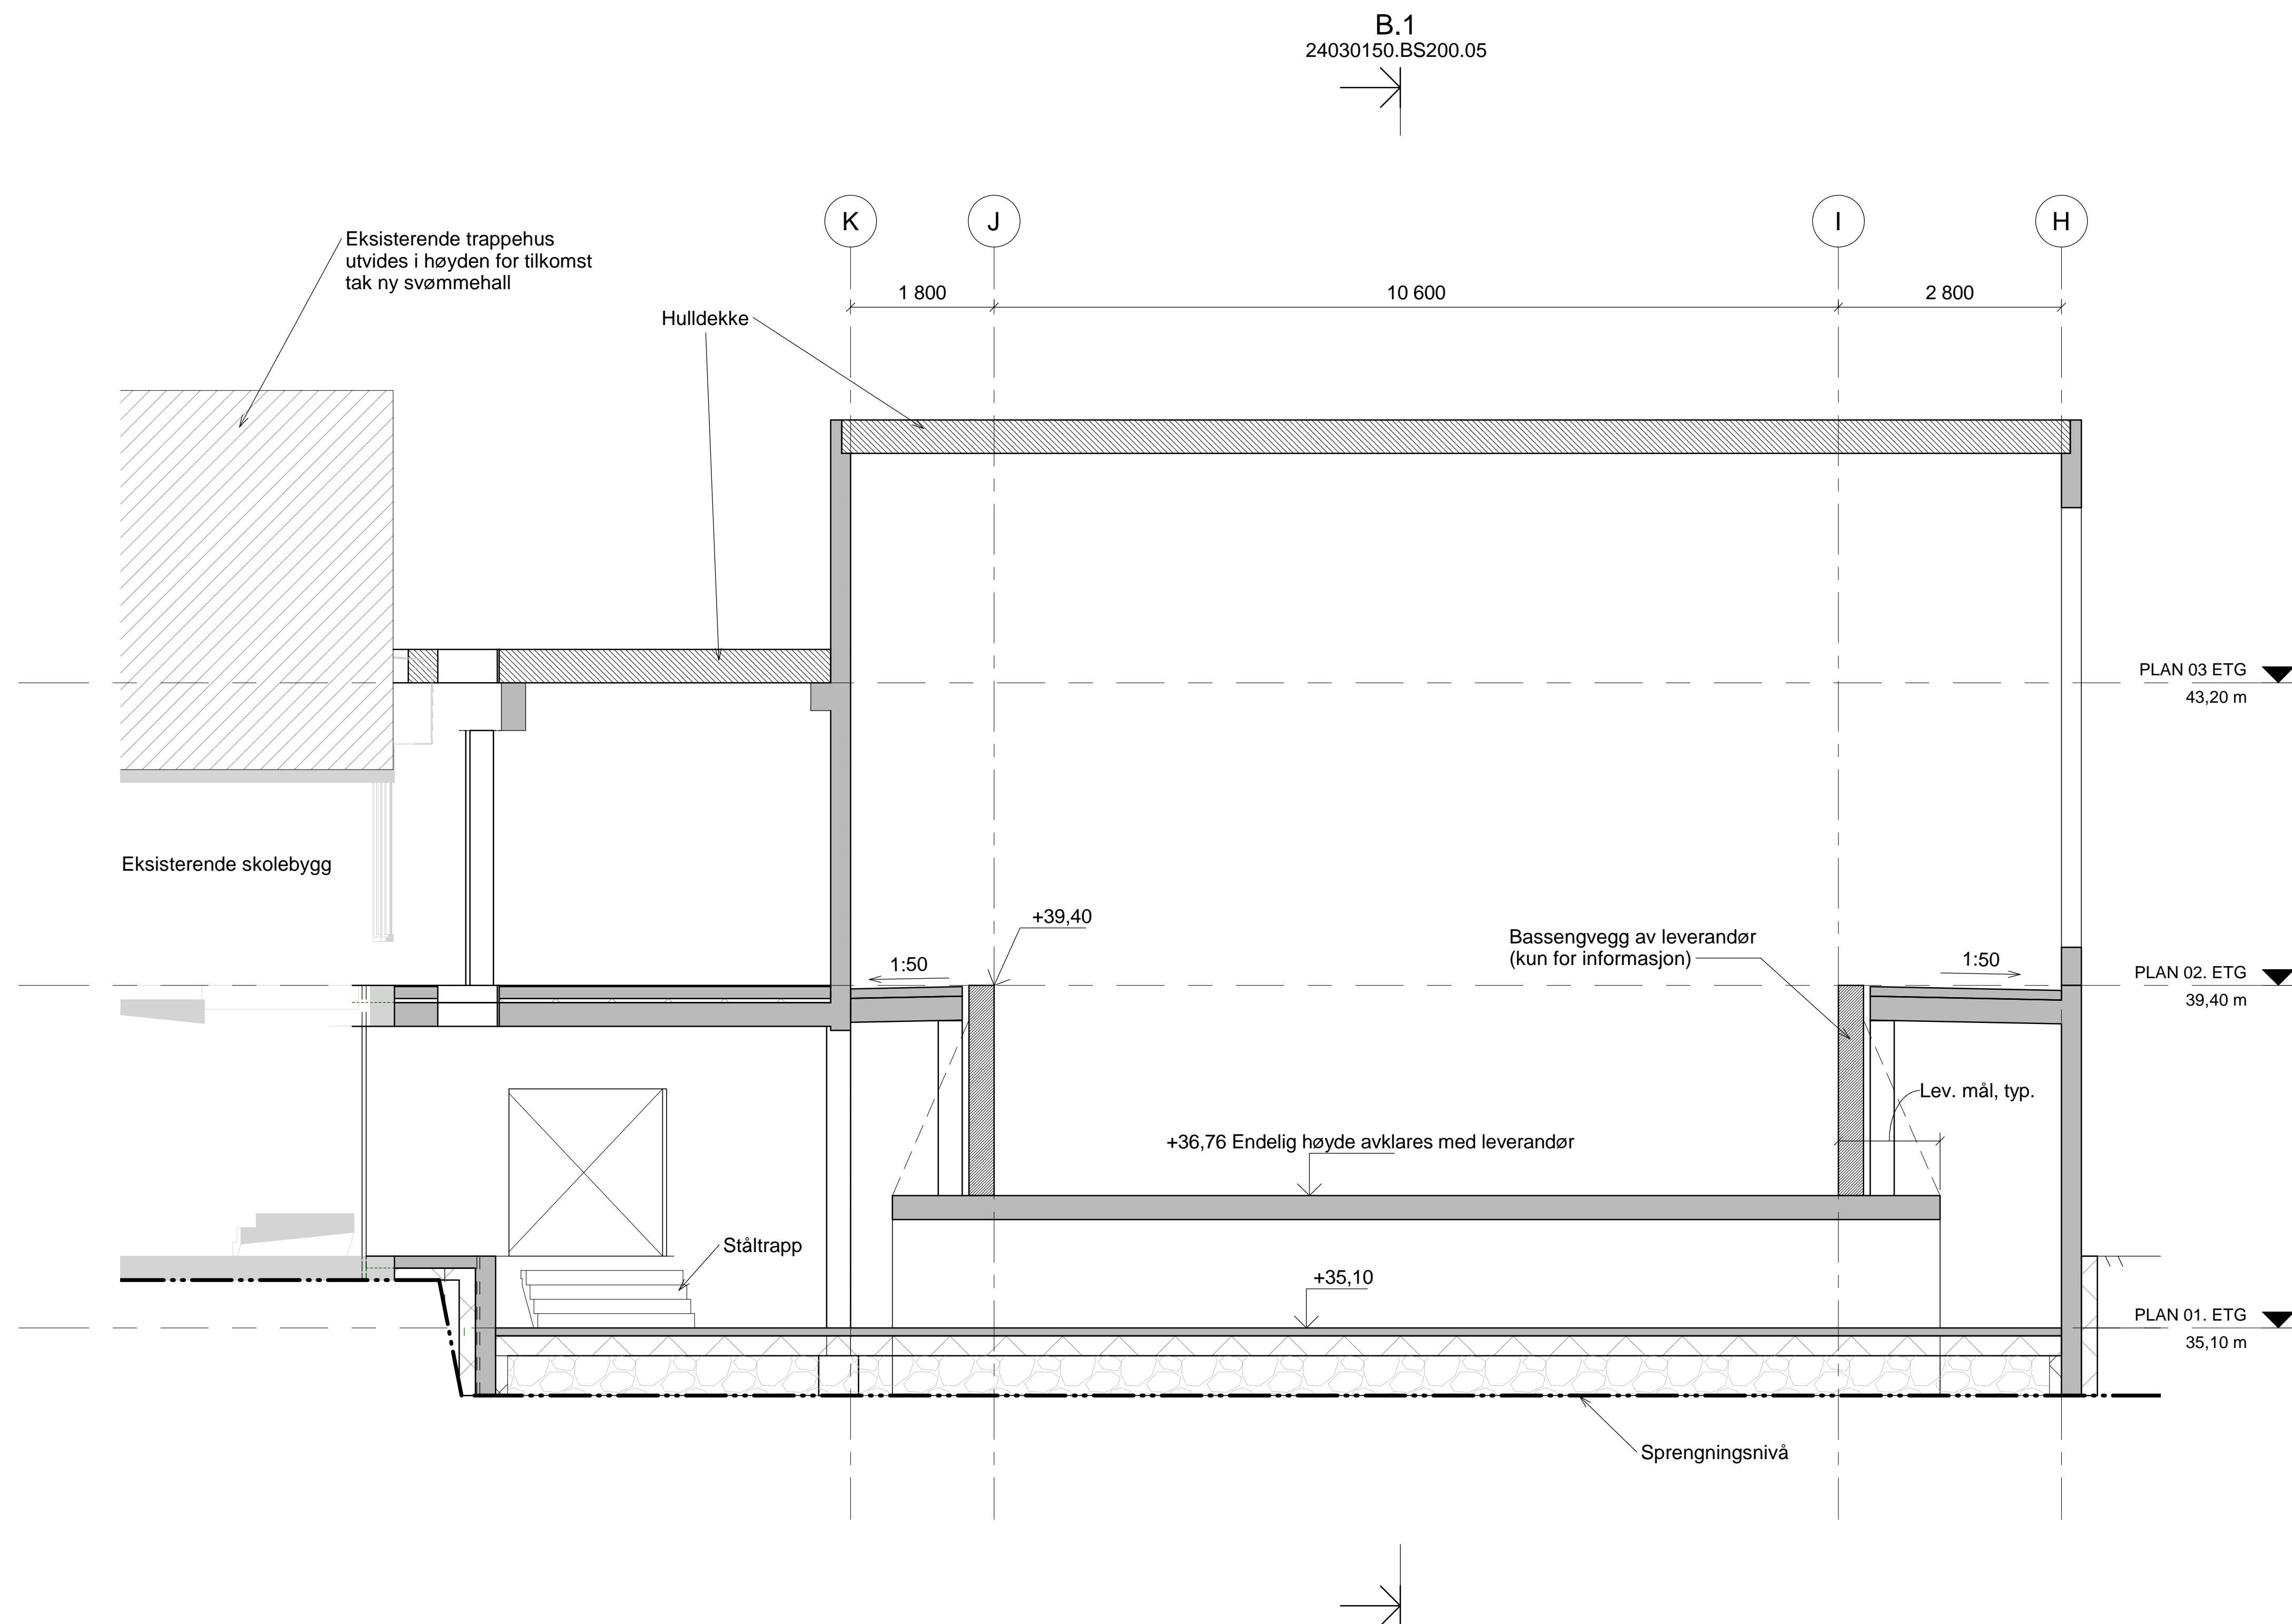 B.1
24030150.BS200.05
K
J
I
H
Eksisterende trappehus
utvides i høyden for tilkomst
tak ny svømmehall
1 800
10 600
2 800
Hulldekke
PLAN 03 ETG
43,20 m
Eksisterende skolebygg
+39,40
Bassengvegg av leverandør
(kun for informasjon)
1:50
1:50
PLAN 02. ETG
39,40 m
Lev. mål, typ.
+36,76 Endelig høyde avklares med leverandør
Ståltrapp
+35,10
PLAN 01. ETG
35,10 m
Sprengningsnivå